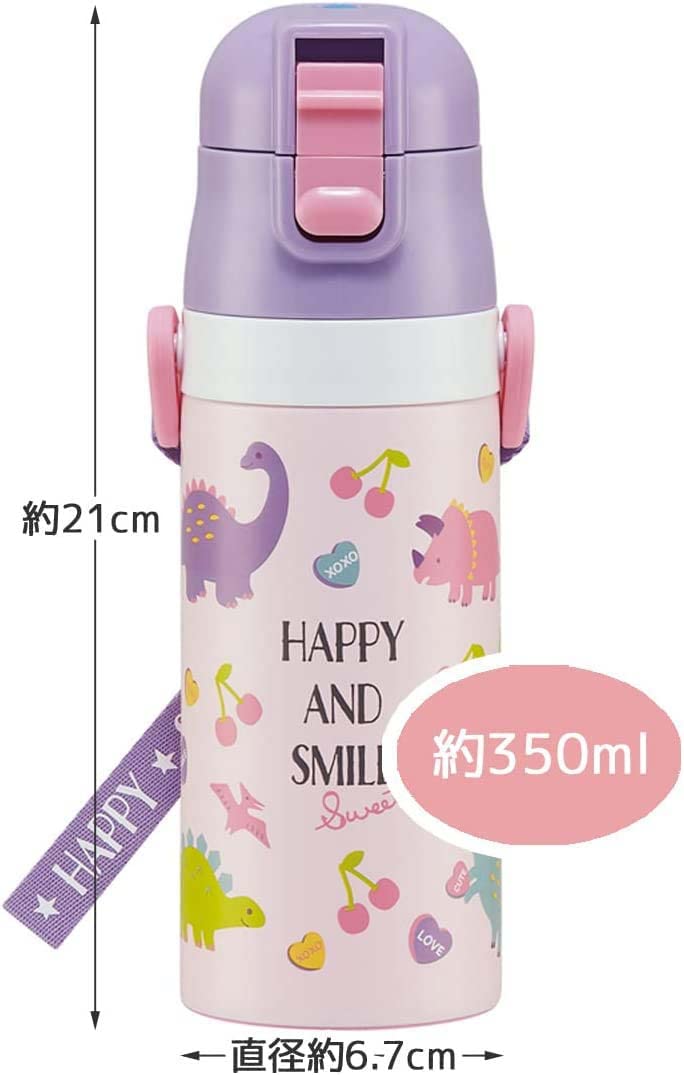 約21cm
XOXO
HAPPY
AND
SMILE
Sweet
約350ml
HAPPY
CUTE
LOVE
XOXO
直径約6.7cm